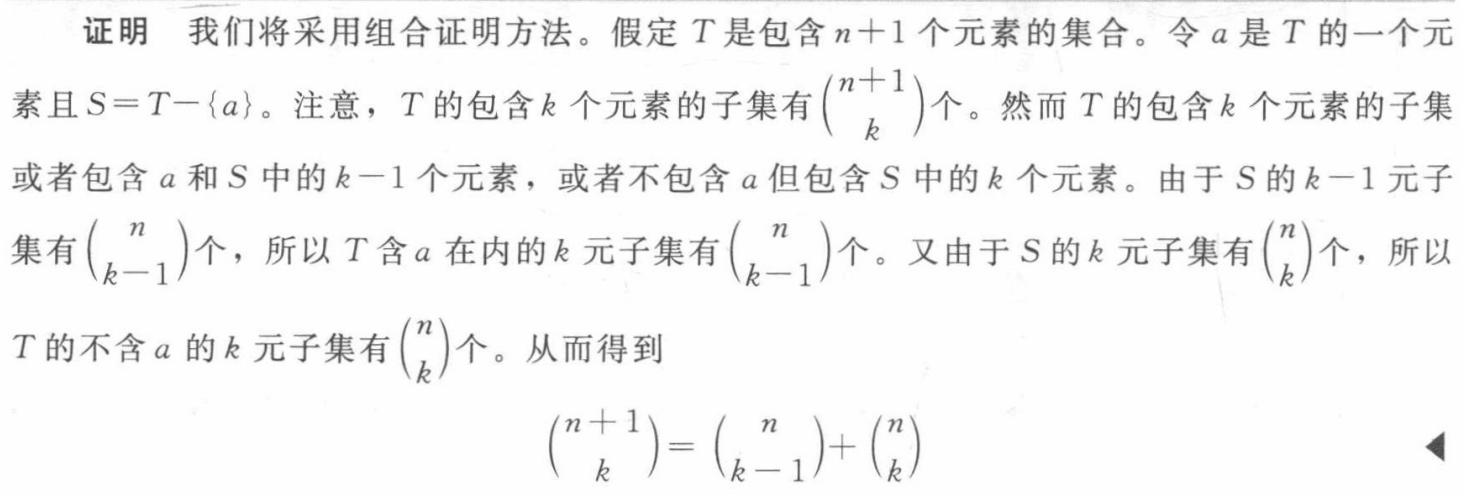 证明 我们将采用组合证明方法。假定 T 是包含 n+1 个元素的集合。令 a 是 T 的一个元
素且 S=T-{a}。注意，T 的包含 k 个元素的子集有 \binom{n+1}{k} 个。然而 T 的包含 k 个元素的子集
或者包含 a 和 S 中的 k-1 个元素，或者不包含 a 但包含 S 中的 k 个元素。由于 S 的 k-1 元子
集有 \binom{n}{k-1} 个，所以 T 含 a 在内的 k 元子集有 \binom{n}{k-1} 个。又由于 S 的 k 元子集有 \binom{n}{k} 个，所以
T 的不含 a 的 k 元子集有 \binom{n}{k} 个。从而得到
\binom{n+1}{k} = \binom{n}{k-1} + \binom{n}{k} ◀